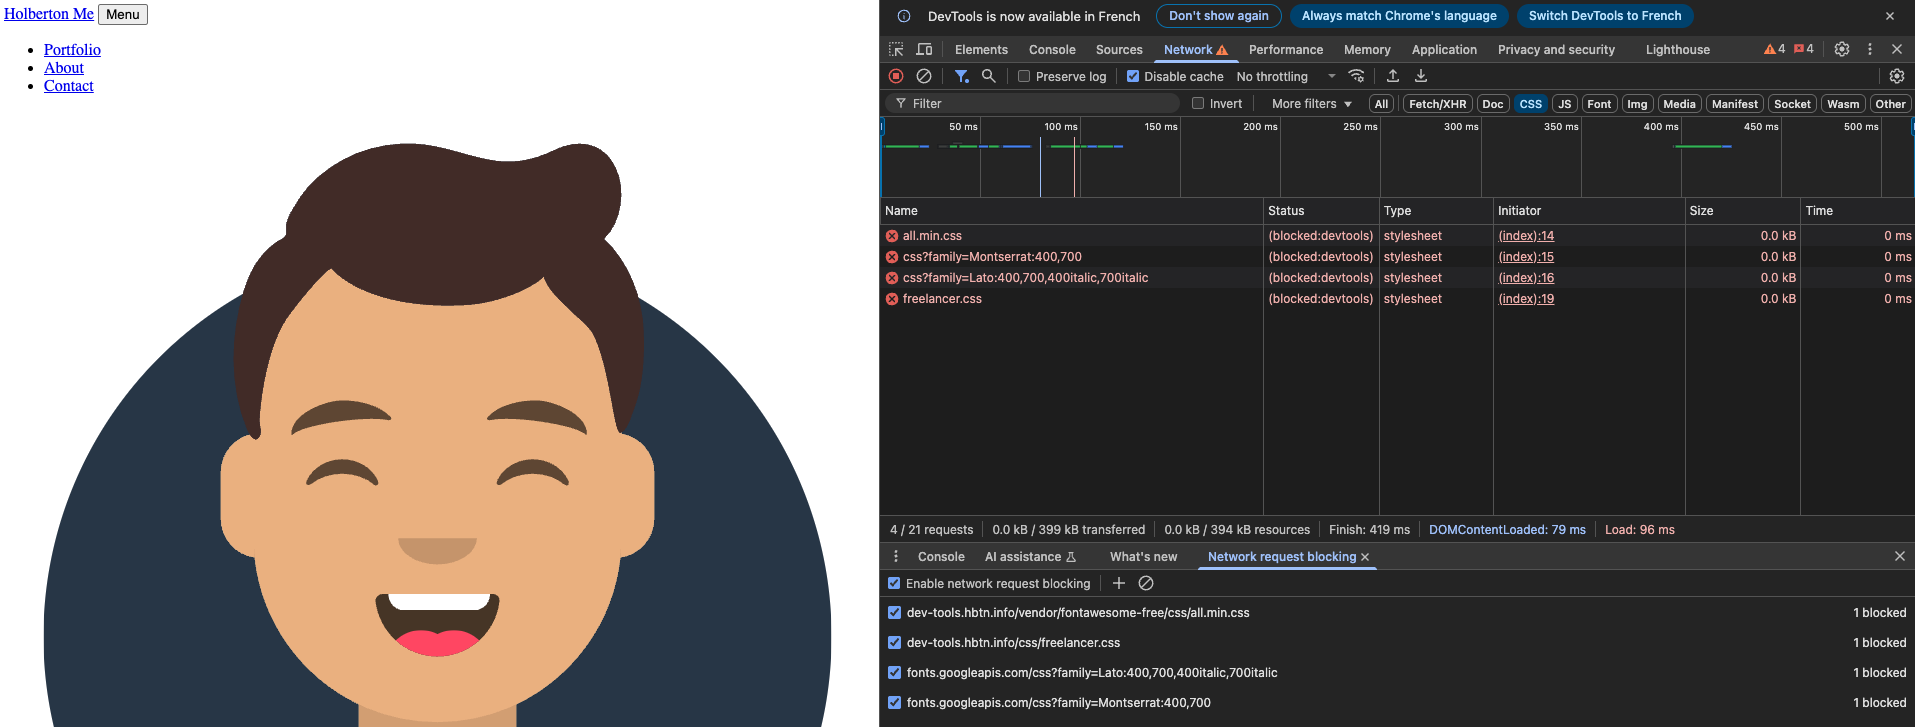 Holberton Me Menu
Portfolio
About
Contact
DevTools is now available in French Don't show again Always match Chrome's language Switch DevTools to French
Elements Console Sources Network Performance Memory Application Privacy and security Lighthouse 4 4
Preserve log Disable cache No throttling
Filter Invert More filters All Fetch/XHR Doc CSS JS Font Img Media Manifest Socket Wasm Other
50 ms 100 ms 150 ms 200 ms 250 ms 300 ms 350 ms 400 ms 450 ms 500 ms
Name Status Type Initiator Size Time
all.min.css (blocked:devtools) stylesheet (index):14 0.0 kB 0 ms
css?family=Montserrat:400,700 (blocked:devtools) stylesheet (index):15 0.0 kB 0 ms
css?family=Lato:400,700,400italic,700italic (blocked:devtools) stylesheet (index):16 0.0 kB 0 ms
freelancer.css (blocked:devtools) stylesheet (index):19 0.0 kB 0 ms
4 / 21 requests 0.0 kB / 399 kB transferred 0.0 kB / 394 kB resources Finish: 419 ms DOMContentLoaded: 79 ms Load: 96 ms
Console AI assistance What's new Network request blocking
Enable network request blocking
dev-tools.hbtn.info/vendor/fontawesome-free/css/all.min.css 1 blocked
dev-tools.hbtn.info/css/freelancer.css 1 blocked
fonts.googleapis.com/css?family=Lato:400,700,400italic,700italic 1 blocked
fonts.googleapis.com/css?family=Montserrat:400,700 1 blocked